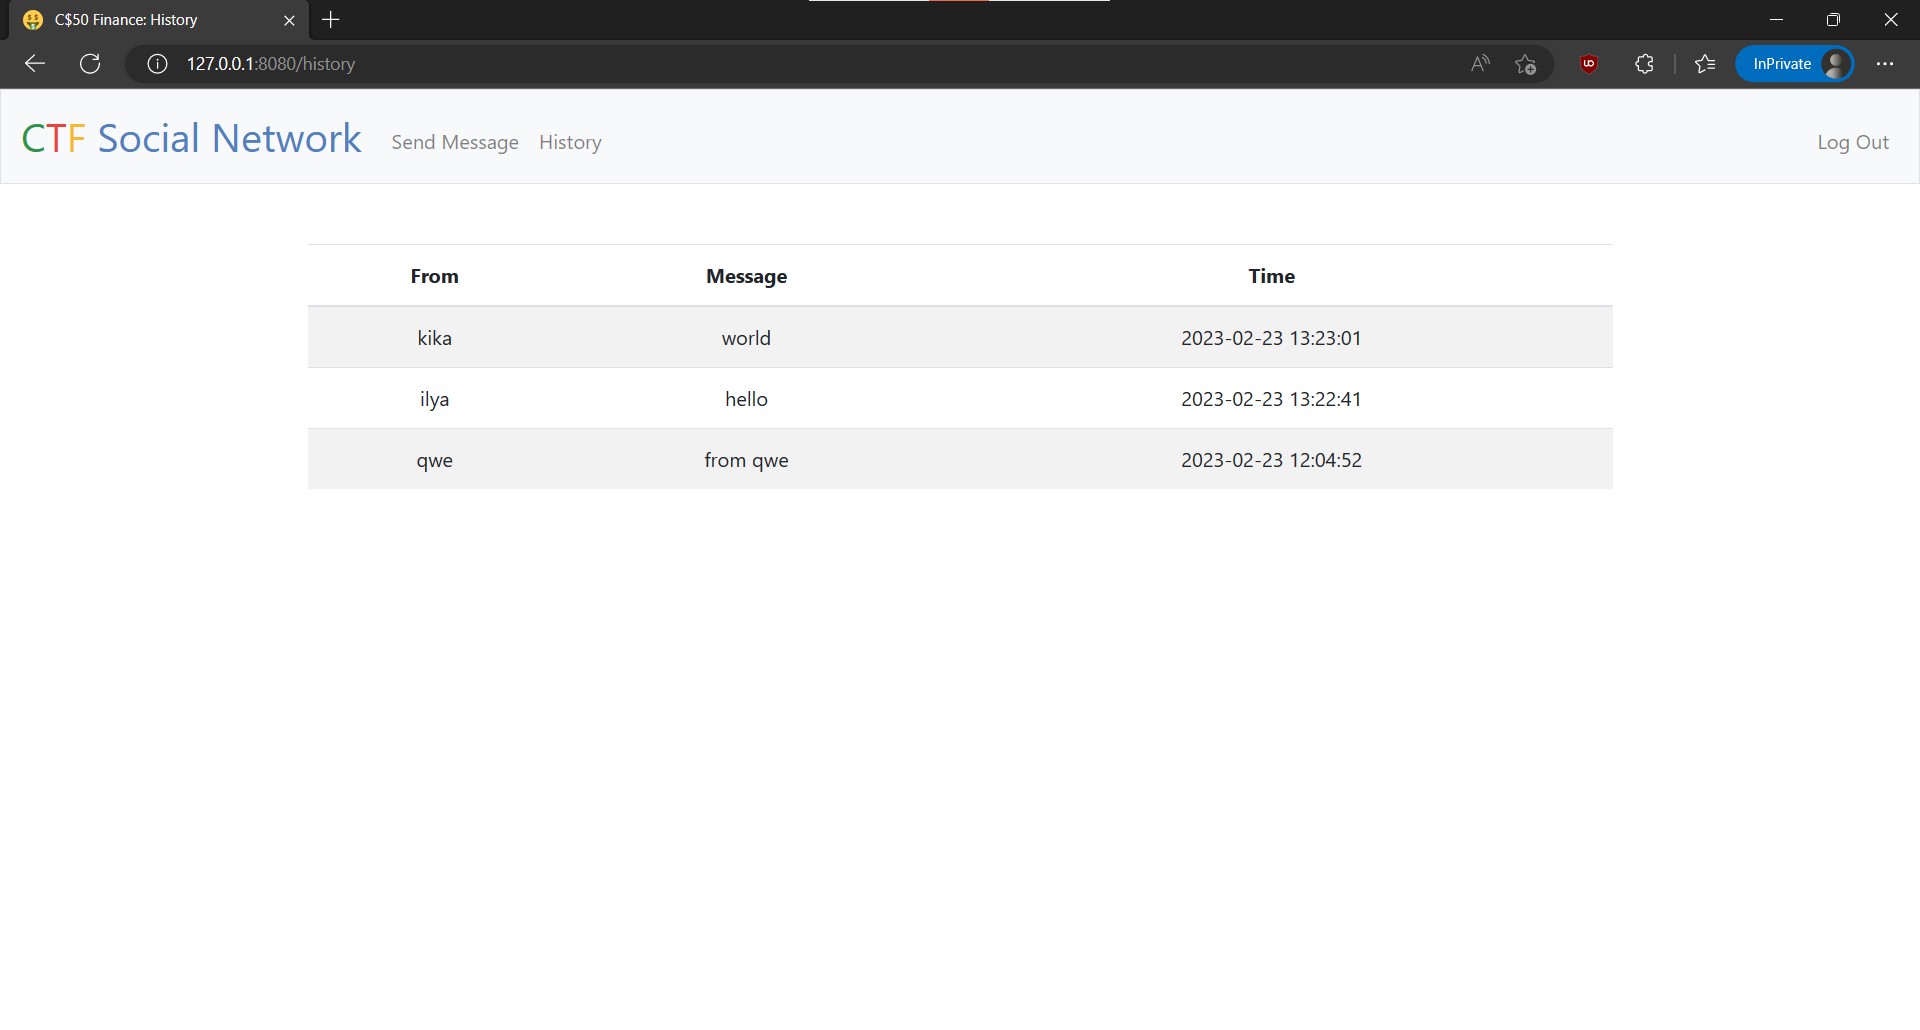 C$50 Finance: History
127.0.0.1:8080/history
InPrivate
CTF Social Network Send Message History Log Out
From Message Time
kika world 2023-02-23 13:23:01
ilya hello 2023-02-23 13:22:41
qwe from qwe 2023-02-23 12:04:52